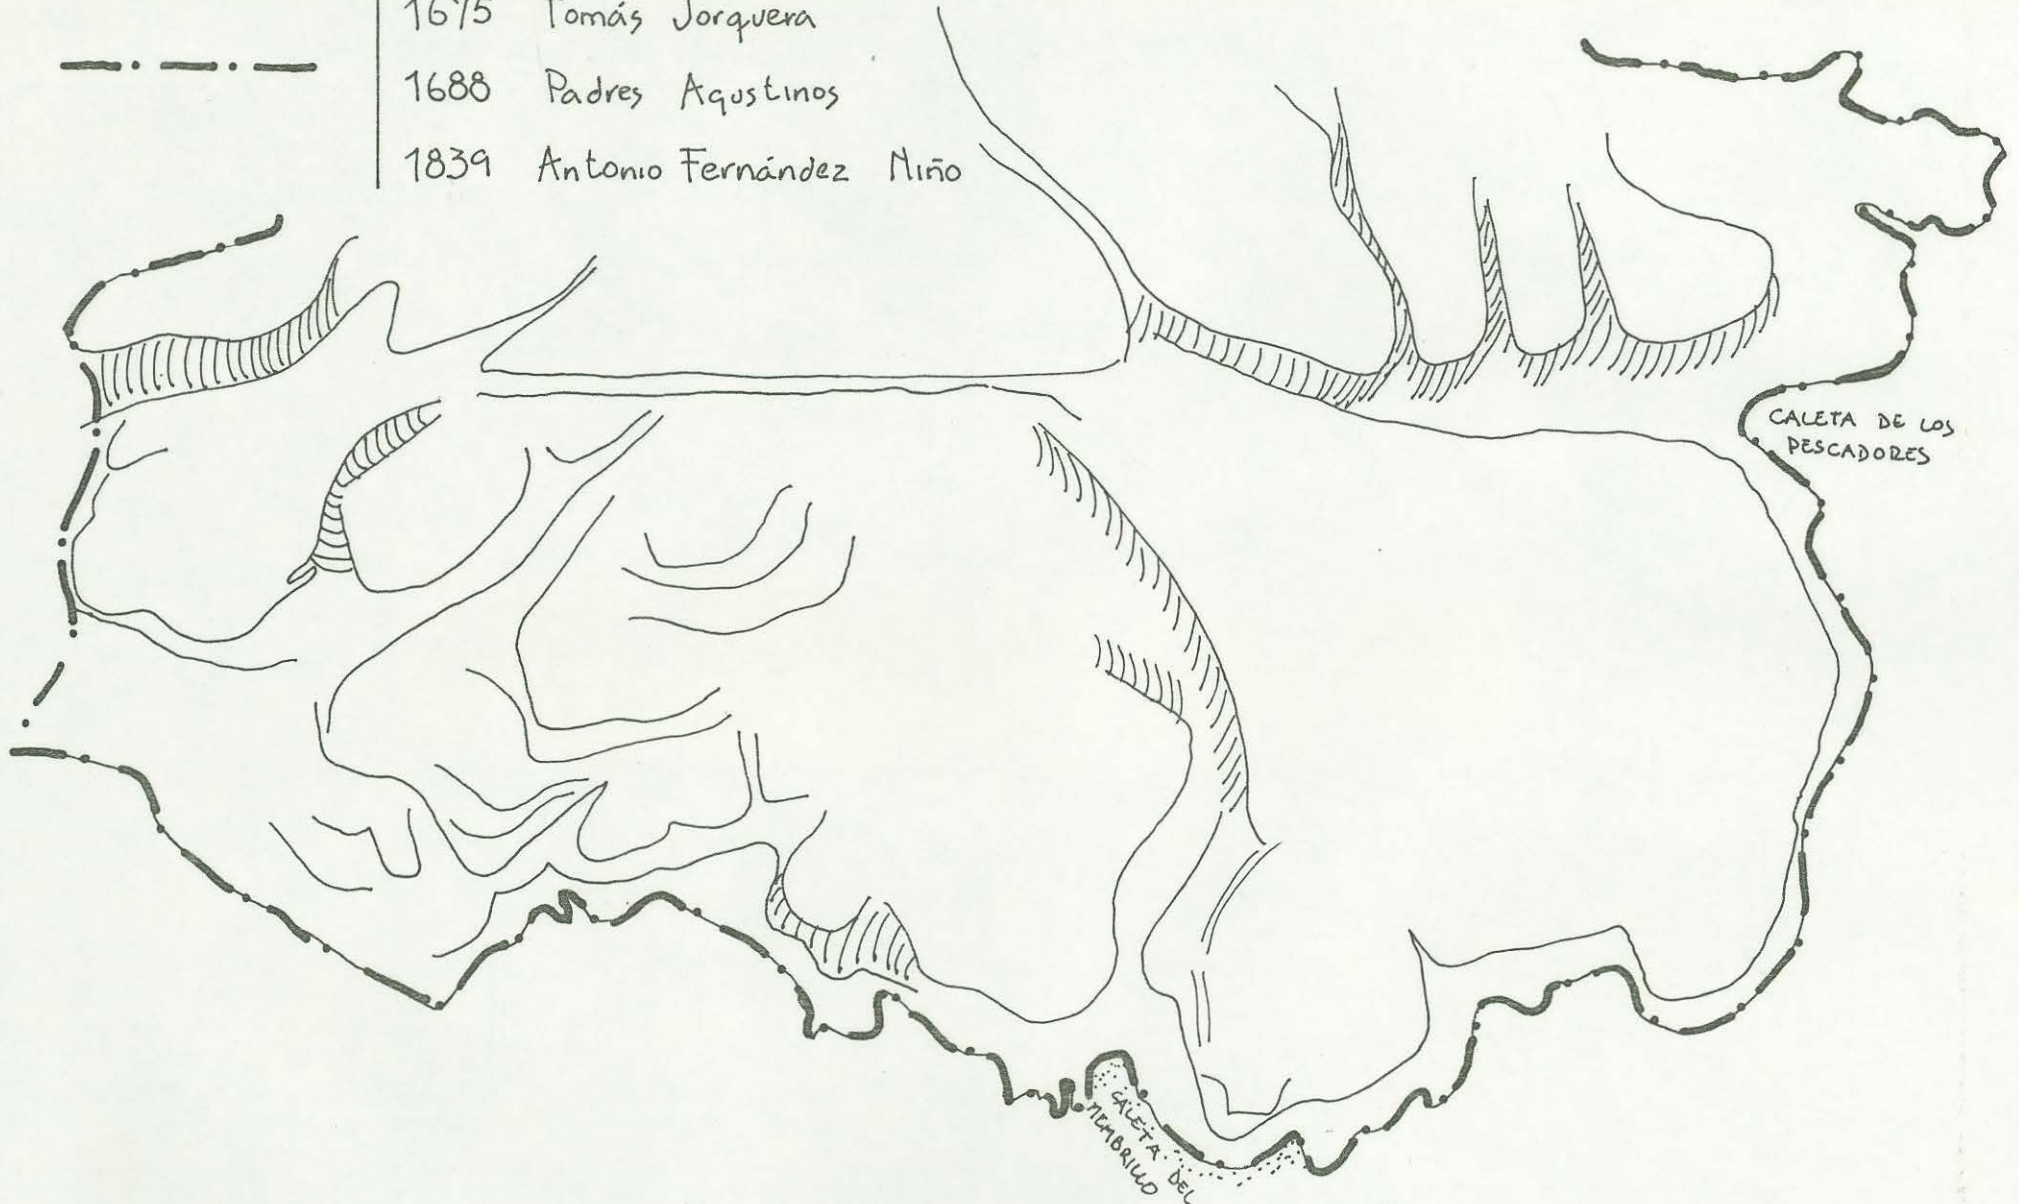 1675 Tomás Jorquera
1688 Padres Agustinos
1839 Antonio Fernández Niño
CALETA DE LOS
PESCADORES
CALETA DEL
MEMBRILLO